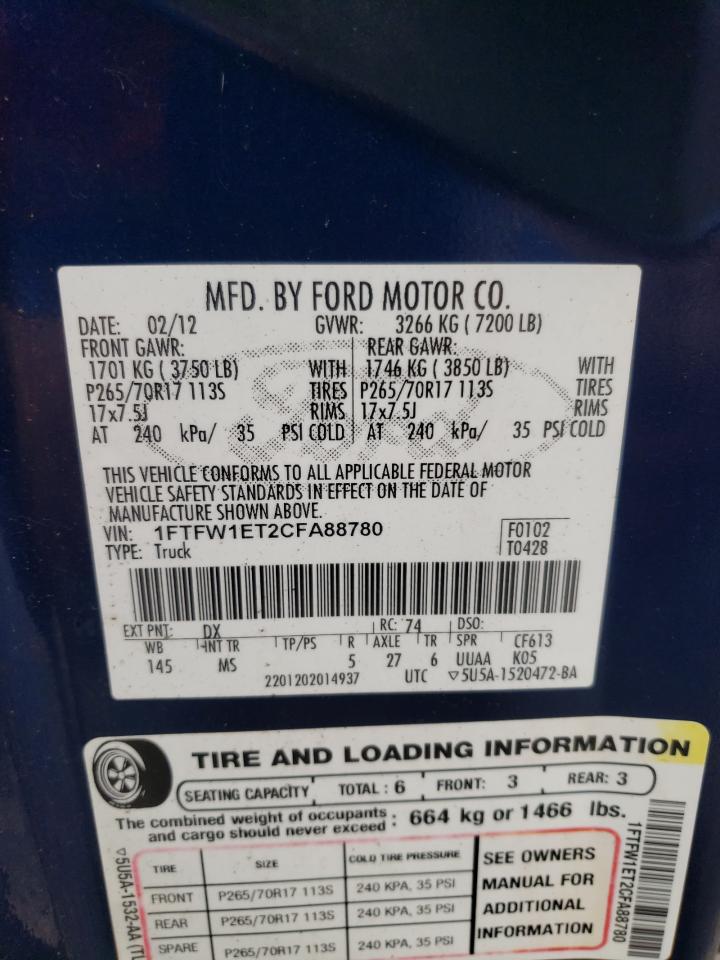 MFD. BY FORD MOTOR CO.
DATE: 02/12 GVWR: 3266 KG ( 7200 LB)
FRONT GAWR: REAR GAWR:
1701 KG ( 3750 LB) WITH 1746 KG ( 3850 LB) WITH
P265/70R17 113S TIRES P265/70R17 113S TIRES
17x7.5J RIMS 17x7.5J RIMS
AT 240 kPa/ 35 PSI COLD AT 240 kPa/ 35 PSI COLD
THIS VEHICLE CONFORMS TO ALL APPLICABLE FEDERAL MOTOR
VEHICLE SAFETY STANDARDS IN EFFECT ON THE DATE OF
MANUFACTURE SHOWN ABOVE.
VIN: 1FTFW1ET2CFA88780 F0102
TYPE: Truck T0428
EXT PNT: DX RC: 74 DSO:
WB INT TR TP/PS R AXLE TR SPR CF613
145 MS 5 27 6 UUAA K05
2201202014937 UTC ▽5U5A-1520472-BA
TIRE AND LOADING INFORMATION
SEATING CAPACITY TOTAL : 6 FRONT: 3 REAR: 3
The combined weight of occupants
and cargo should never exceed : 664 kg or 1466 lbs.
TIRE SIZE COLD TIRE PRESSURE
FRONT P265/70R17 113S 240 KPA, 35 PSI
REAR P265/70R17 113S 240 KPA, 35 PSI
SPARE P265/70R17 113S 240 KPA, 35 PSI
SEE OWNERS
MANUAL FOR
ADDITIONAL
INFORMATION
▽5U5A-1532-AA
1FTFW1ET2CFA88780